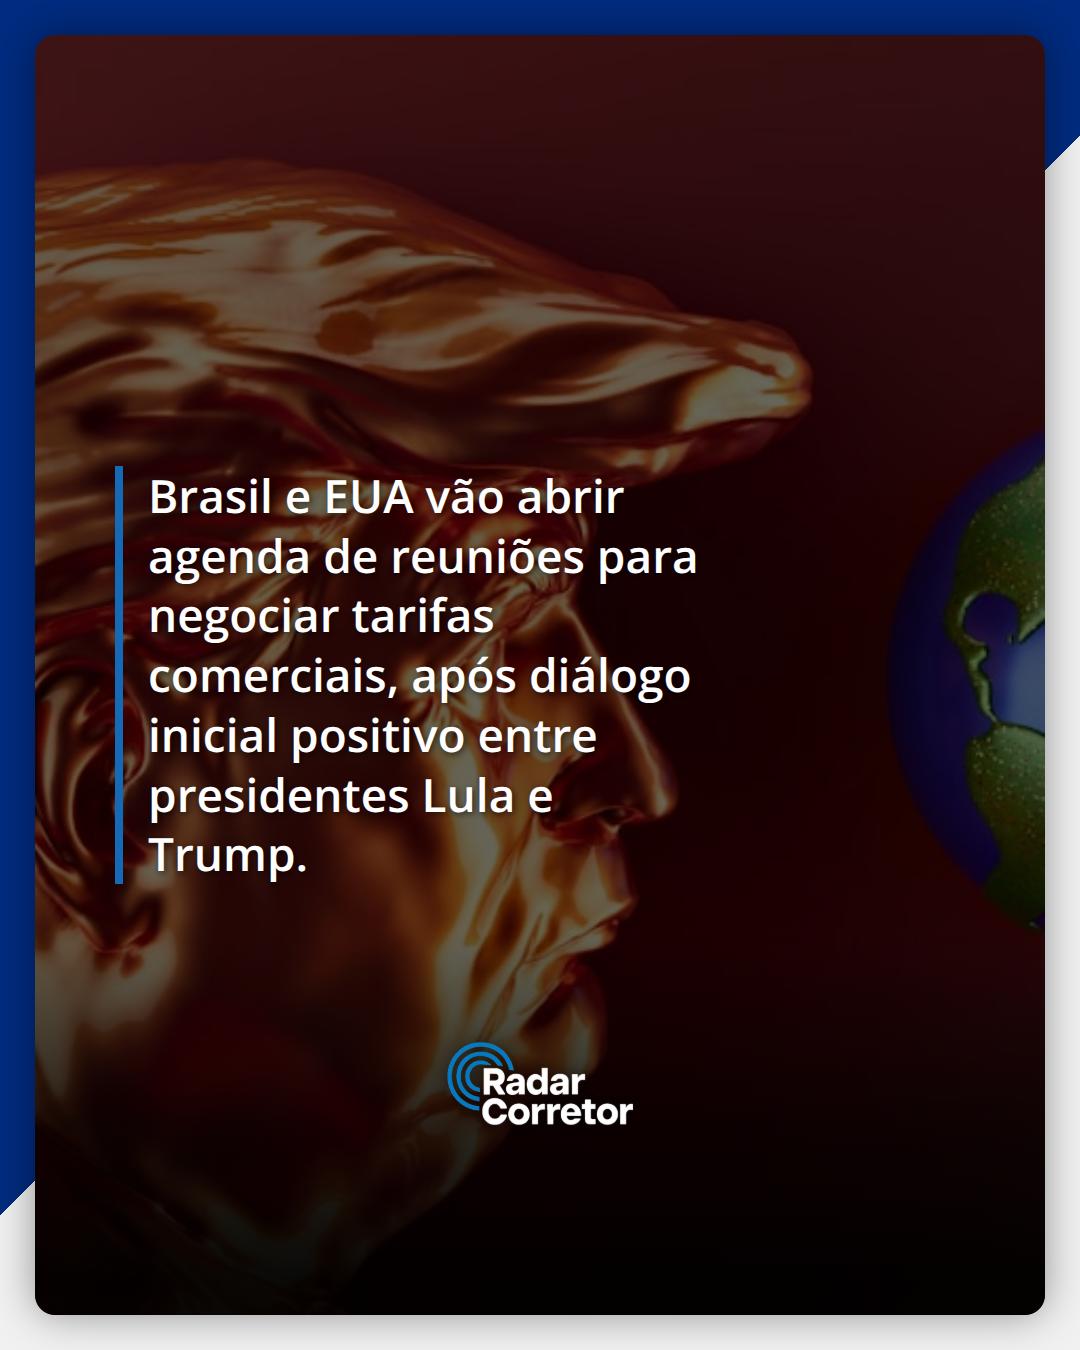 Brasil e EUA vão abrir
agenda de reuniões para
negociar tarifas
comerciais, após diálogo
inicial positivo entre
presidentes Lula e
Trump.
Radar
Corretor